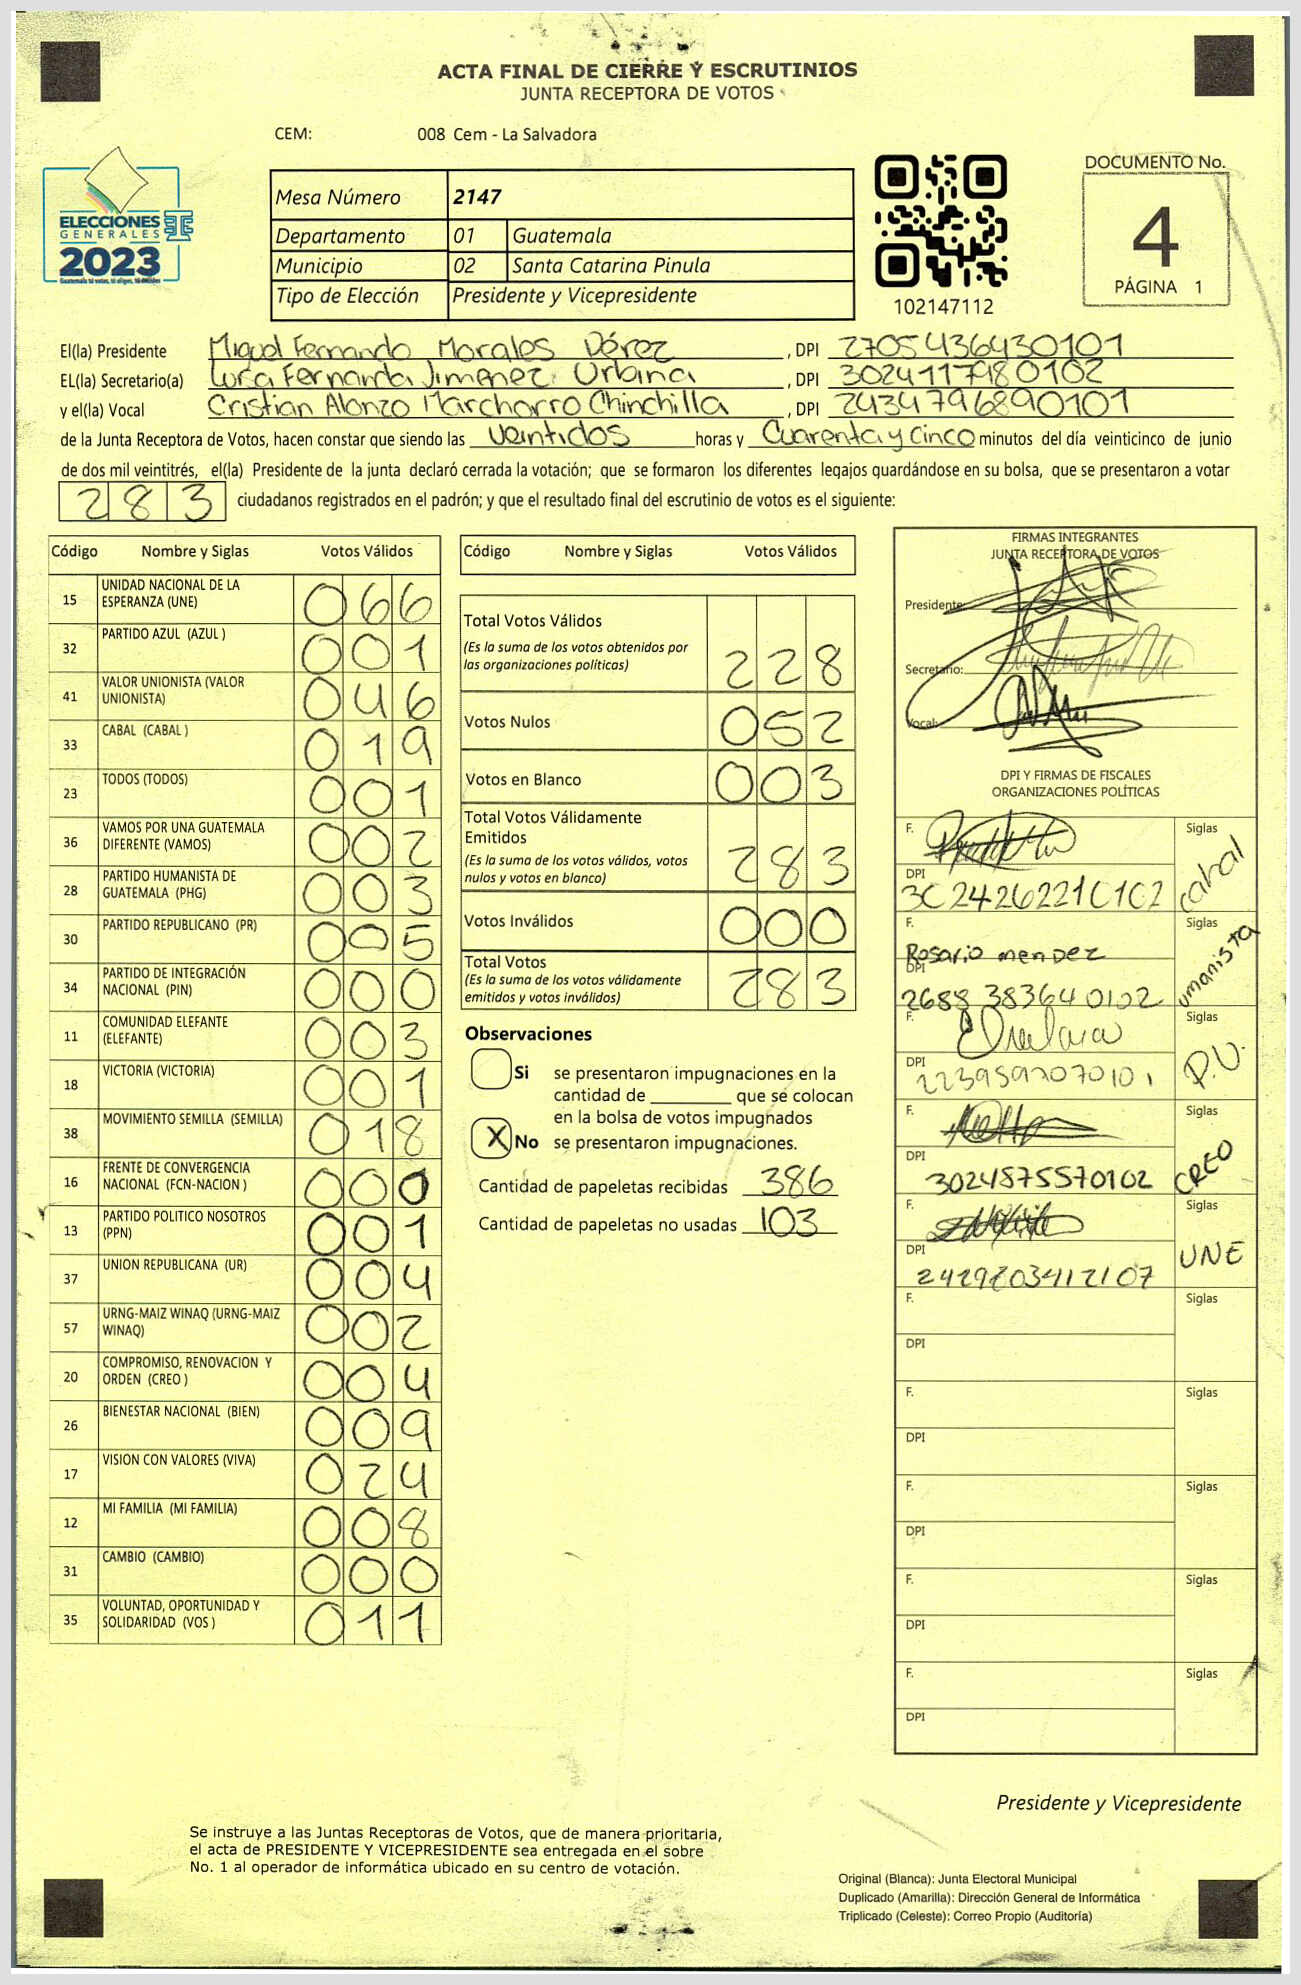 ACTA FINAL DE CIERRE Y ESCRUTINIOS
JUNTA RECEPTORA DE VOTOS
CEM: 008 Cem - La Salvadora
ELECCIONES
GENERALES
2023
Mesa Número 2147
Departamento 01 Guatemala
Municipio 02 Santa Catarina Pinula
Tipo de Elección Presidente y Vicepresidente
102147112
DOCUMENTO No.
4
PÁGINA 1
El(la) Presidente Miguel Fernando Morales Pérez, DPI 2705436430101
EL(la) Secretario(a) Luisa Fernanda Jimenez Urbina, DPI 3024117980102
y el(la) Vocal Cristian Alonzo Marcharro Chinchilla, DPI 2434796890101
de la Junta Receptora de Votos, hacen constar que siendo las veintidos horas y Cuarenta y cinco minutos del día veinticinco de junio
de dos mil veintitrés, el(la) Presidente de la junta declaró cerrada la votación; que se formaron los diferentes legajos quardándose en su bolsa, que se presentaron a votar
283 ciudadanos registrados en el padrón; y que el resultado final del escrutinio de votos es el siguiente:
Código Nombre y Siglas Votos Válidos
15 UNIDAD NACIONAL DE LA ESPERANZA (UNE) 066
32 PARTIDO AZUL (AZUL ) 001
41 VALOR UNIONISTA (VALOR UNIONISTA) 046
33 CABAL (CABAL ) 019
23 TODOS (TODOS) 001
36 VAMOS POR UNA GUATEMALA DIFERENTE (VAMOS) 002
28 PARTIDO HUMANISTA DE GUATEMALA (PHG) 003
30 PARTIDO REPUBLICANO (PR) 005
34 PARTIDO DE INTEGRACIÓN NACIONAL (PIN) 000
11 COMUNIDAD ELEFANTE (ELEFANTE) 003
18 VICTORIA (VICTORIA) 001
38 MOVIMIENTO SEMILLA (SEMILLA) 018
16 FRENTE DE CONVERGENCIA NACIONAL (FCN-NACION ) 000
13 PARTIDO POLITICO NOSOTROS (PPN) 001
37 UNION REPUBLICANA (UR) 004
57 URNG-MAIZ WINAQ (URNG-MAIZ WINAQ) 002
20 COMPROMISO, RENOVACION Y ORDEN (CREO ) 004
26 BIENESTAR NACIONAL (BIEN) 009
17 VISION CON VALORES (VIVA) 024
12 MI FAMILIA (MI FAMILIA) 008
31 CAMBIO (CAMBIO) 000
35 VOLUNTAD, OPORTUNIDAD Y SOLIDARIDAD (VOS ) 011
Código Nombre y Siglas Votos Válidos
Total Votos Válidos
(Es la suma de los votos obtenidos por
las organizaciones políticas) 228
Votos Nulos 052
Votos en Blanco 003
Total Votos Válidamente
Emitidos
(Es la suma de los votos válidos, votos
nulos y votos en blanco) 283
Votos Inválidos 000
Total Votos
(Es la suma de los votos válidamente
emitidos y votos inválidos) 283
Observaciones
Si se presentaron impugnaciones en la
cantidad de ________ que se colocan
en la bolsa de votos impugnados
X No se presentaron impugnaciones.
Cantidad de papeletas recibidas 386
Cantidad de papeletas no usadas 103
FIRMAS INTEGRANTES
JUNTA RECEPTORA DE VOTOS
Presidente:
Secretario:
Vocal:
DPI Y FIRMAS DE FISCALES
ORGANIZACIONES POLÍTICAS
F. Siglas
DPI 3024262210102 cabal
F. Rosario mendez Siglas
DPI 2688 383640102 umanista
F. Siglas
DPI P.U.
F. Siglas
DPI 3024875570102 CREO
F. Siglas
DPI UNE
F. Siglas
DPI
F. Siglas
DPI
F. Siglas
DPI
F. Siglas
DPI
F. Siglas
DPI
Presidente y Vicepresidente
Se instruye a las Juntas Receptoras de Votos, que de manera prioritaria,
el acta de PRESIDENTE Y VICEPRESIDENTE sea entregada en el sobre
No. 1 al operador de informática ubicado en su centro de votación.
Original (Blanca): Junta Electoral Municipal
Duplicado (Amarilla): Dirección General de Informática
Triplicado (Celeste): Correo Propio (Auditoría)